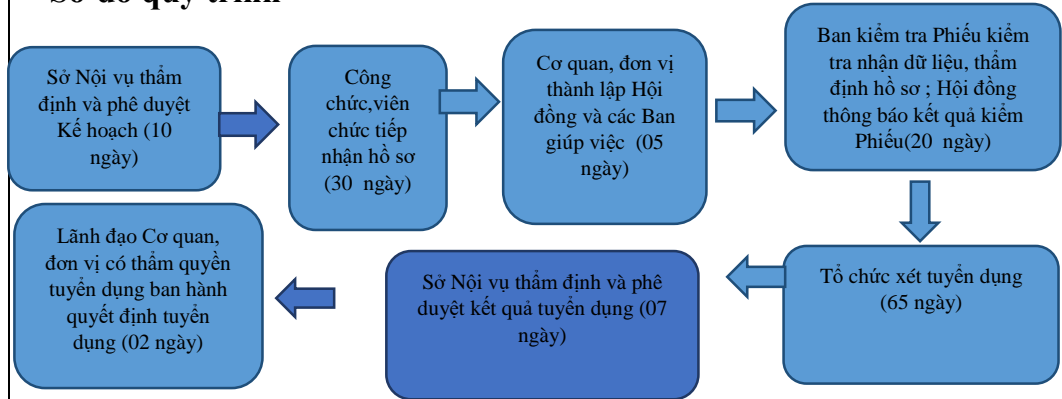 Sơ đồ quy trình
Sở Nội vụ thẩm
định và phê duyệt
Kế hoạch (10
ngày)
Công
chức,viên
chức tiếp
nhận hồ sơ
(30 ngày)
Cơ quan, đơn vị
thành lập Hội
đồng và các Ban
giúp việc (05
ngày)
Ban kiểm tra Phiếu kiểm
tra nhận dữ liệu, thẩm
định hồ sơ ; Hội đồng
thông báo kết quả kiểm
Phiếu(20 ngày)
Tổ chức xét tuyển dụng
(65 ngày)
Sở Nội vụ thẩm định và phê
duyệt kết quả tuyển dụng (07
ngày)
Lãnh đạo Cơ quan,
đơn vị có thẩm quyền
tuyển dụng ban hành
quyết định tuyển
dụng (02 ngày)